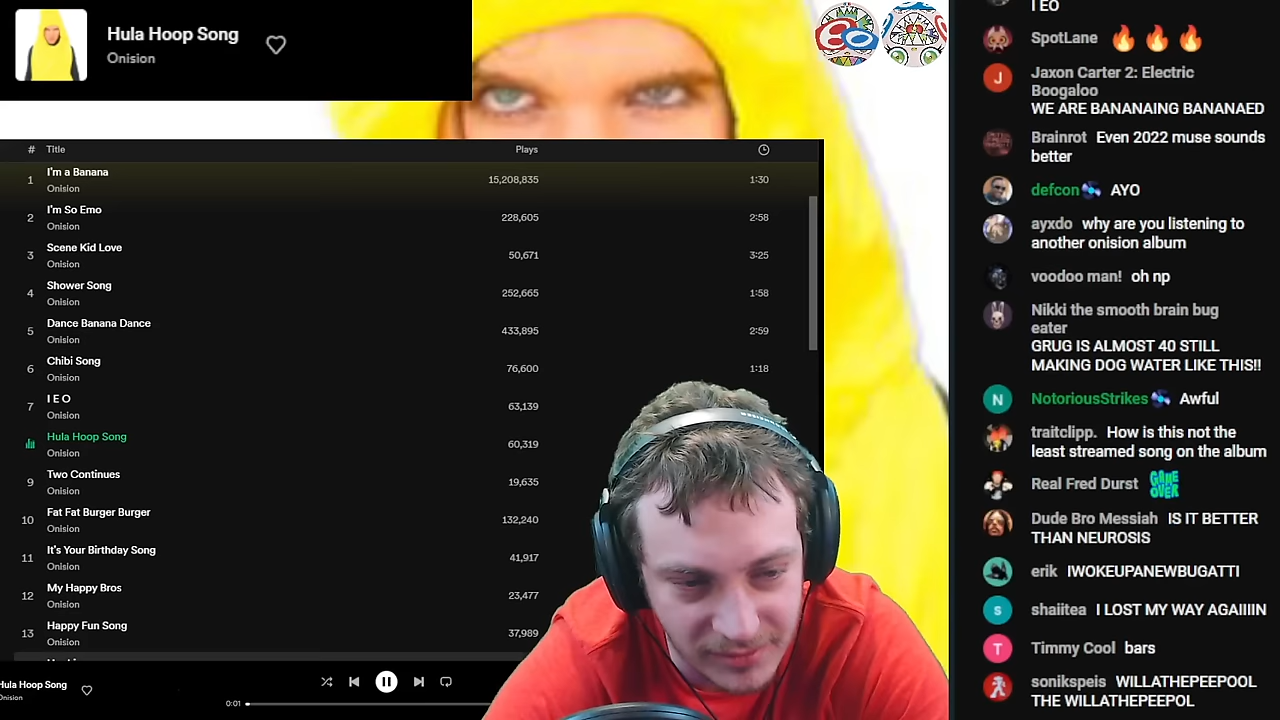 Hula Hoop Song
Onision
# Title Plays
1 I'm a Banana 15,208,835 1:30
Onision
2 I'm So Emo 228,605 2:58
Onision
3 Scene Kid Love 50,671 3:25
Onision
4 Shower Song 252,665 1:58
Onision
5 Dance Banana Dance 433,895 2:59
Onision
6 Chibi Song 76,600 1:18
Onision
7 I E O 63,139
Onision
Hula Hoop Song 60,319
Onision
9 Two Continues 19,635
Onision
10 Fat Fat Burger Burger 132,240
Onision
11 It's Your Birthday Song 41,917
Onision
12 My Happy Bros 23,477
Onision
13 Happy Fun Song 37,989
Onision
Hula Hoop Song
Onision
0:01
I EO
SpotLane
Jaxon Carter 2: Electric
Boogaloo
WE ARE BANANAING BANANAED
Brainrot Even 2022 muse sounds
better
defcon AYO
ayxdo why are you listening to
another onision album
voodoo man! oh np
Nikki the smooth brain bug
eater
GRUG IS ALMOST 40 STILL
MAKING DOG WATER LIKE THIS!!
N NotoriousStrikes Awful
traitclipp. How is this not the
least streamed song on the album
Real Fred Durst GAME
OVER
Dude Bro Messiah IS IT BETTER
THAN NEUROSIS
erik IWOKEUPANEWBUGATTI
s shaiitea I LOST MY WAY AGAIIIIN
T Timmy Cool bars
sonikspeis WILLATHEPEEPOOL
THE WILLATHEPEEPOL